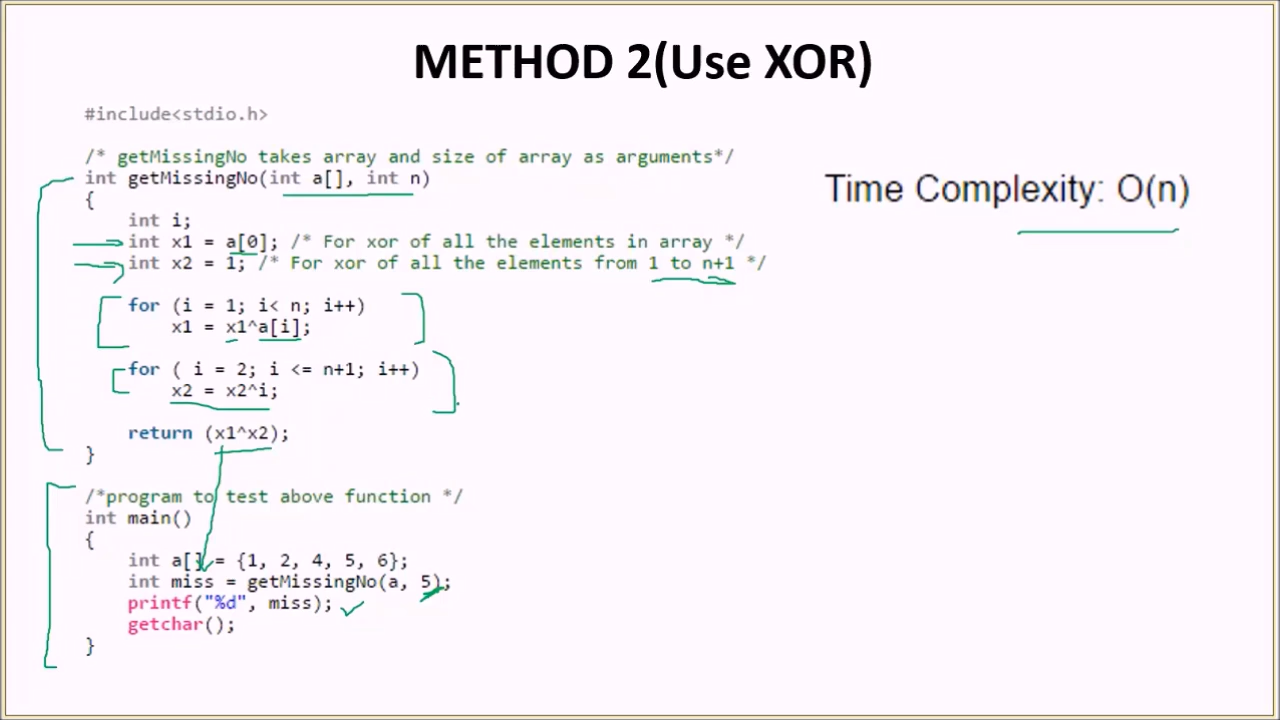 METHOD 2(Use XOR)
#include<stdio.h>
/* getMissingNo takes array and size of array as arguments*/
int getMissingNo(int a[], int n)
{
int i;
int x1 = a[0]; /* For xor of all the elements in array */
int x2 = 1; /* For xor of all the elements from 1 to n+1 */
for (i = 1; i< n; i++)
x1 = x1^a[i];
for ( i = 2; i <= n+1; i++)
x2 = x2^i;
return (x1^x2);
}
/*program to test above function */
int main()
{
int a[] = {1, 2, 4, 5, 6};
int miss = getMissingNo(a, 5);
printf("%d", miss);
getchar();
}
Time Complexity: O(n)